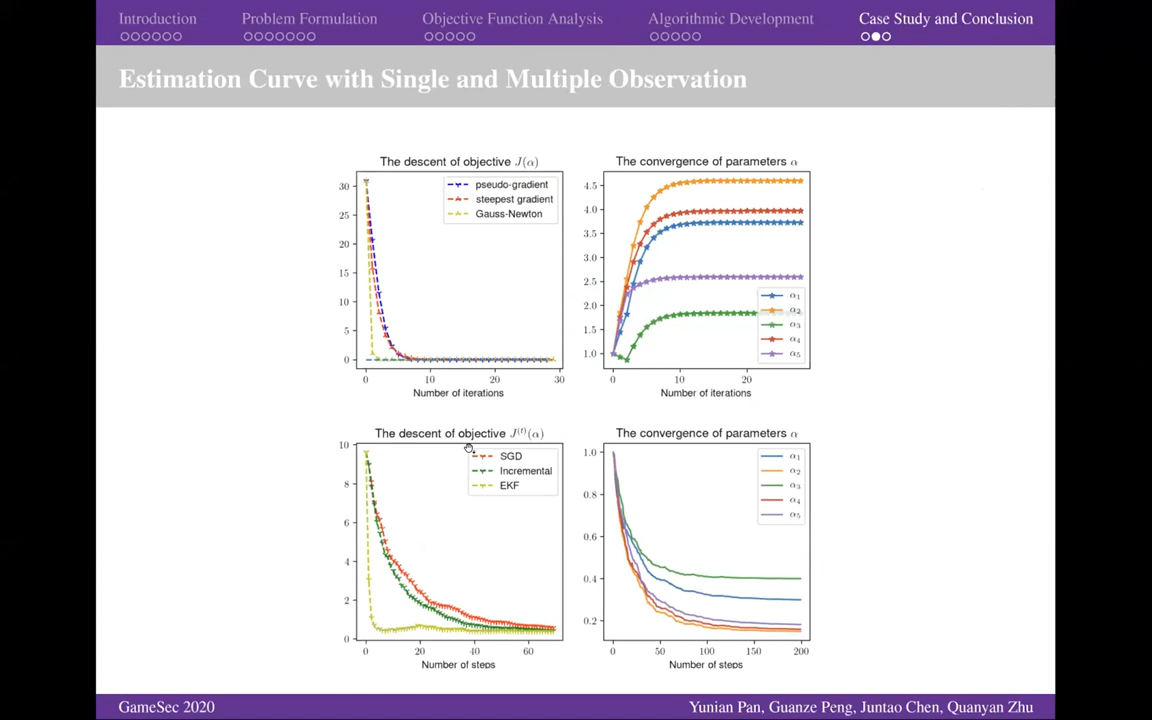 Introduction Problem Formulation Objective Function Analysis Algorithmic Development Case Study and Conclusion
Estimation Curve with Single and Multiple Observation
The descent of objective J(α)
30
25
20
15
10
5
0
pseudo-gradient
steepest gradient
Gauss-Newton
0 10 20 30
Number of iterations
The convergence of parameters α
4.5
4.0
3.5
3.0
2.5
2.0
1.5
1.0
α₁
α₂
α₃
α₄
α₅
0 10 20
Number of iterations
The descent of objective J⁽ᵗ⁾(α)
10
8
6
4
2
0
SGD
Incremental
EKF
0 20 40 60
Number of steps
The convergence of parameters α
1.0
0.8
0.6
0.4
0.2
α₁
α₂
α₃
α₄
α₅
0 50 100 150 200
Number of steps
GameSec 2020 Yunian Pan, Guanze Peng, Juntao Chen, Quanyan Zhu